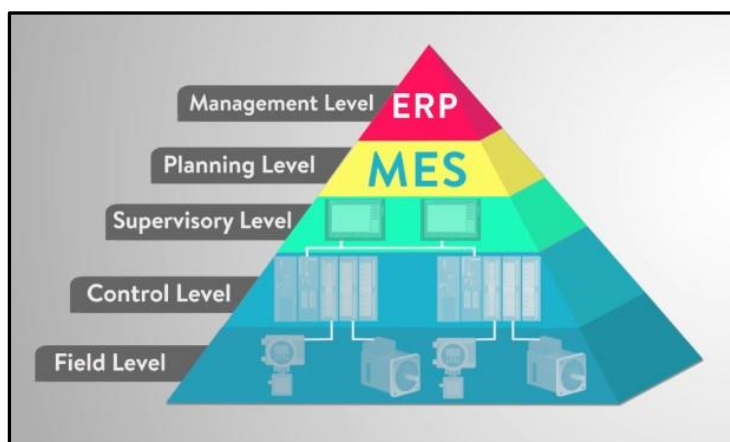 Management Level
ERP
Planning Level
MES
Supervisory Level
Control Level
Field Level